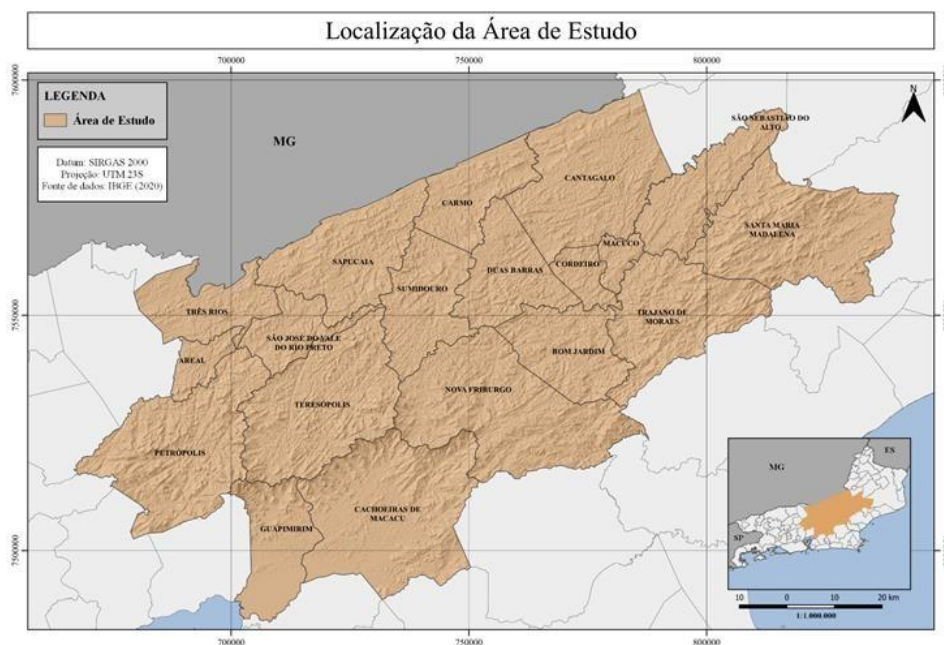 Localização da Área de Estudo
700000
750000
800000
7600000
LEGENDA
Área de Estudo
Datum: SIRGAS 2000
Projeção: UTM 23S
Fonte de dados: IBGE (2020)
MG
N
SÃO SEBASTIÃO DO
ALTO
CANTAGALO
CARMO
SANTA MARIA
MADALENA
MACUCO
SAPUCAIA
CORDEIRO
DUAS BARRAS
SUMIDOURO
TRÊS RIOS
7550000
TRAJANO DE
MORAES
SÃO JOSÉ DO VALE
DO RIO PRETO
AREAL
BOM JARDIM
NOVA FRIBURGO
TERESÓPOLIS
PETRÓPOLIS
CACHOEIRAS DE
MACACU
GUAPIMIRIM
7500000
ES
MG
SP
10 0 10 20 km
1:1.000.000
700000
750000
800000